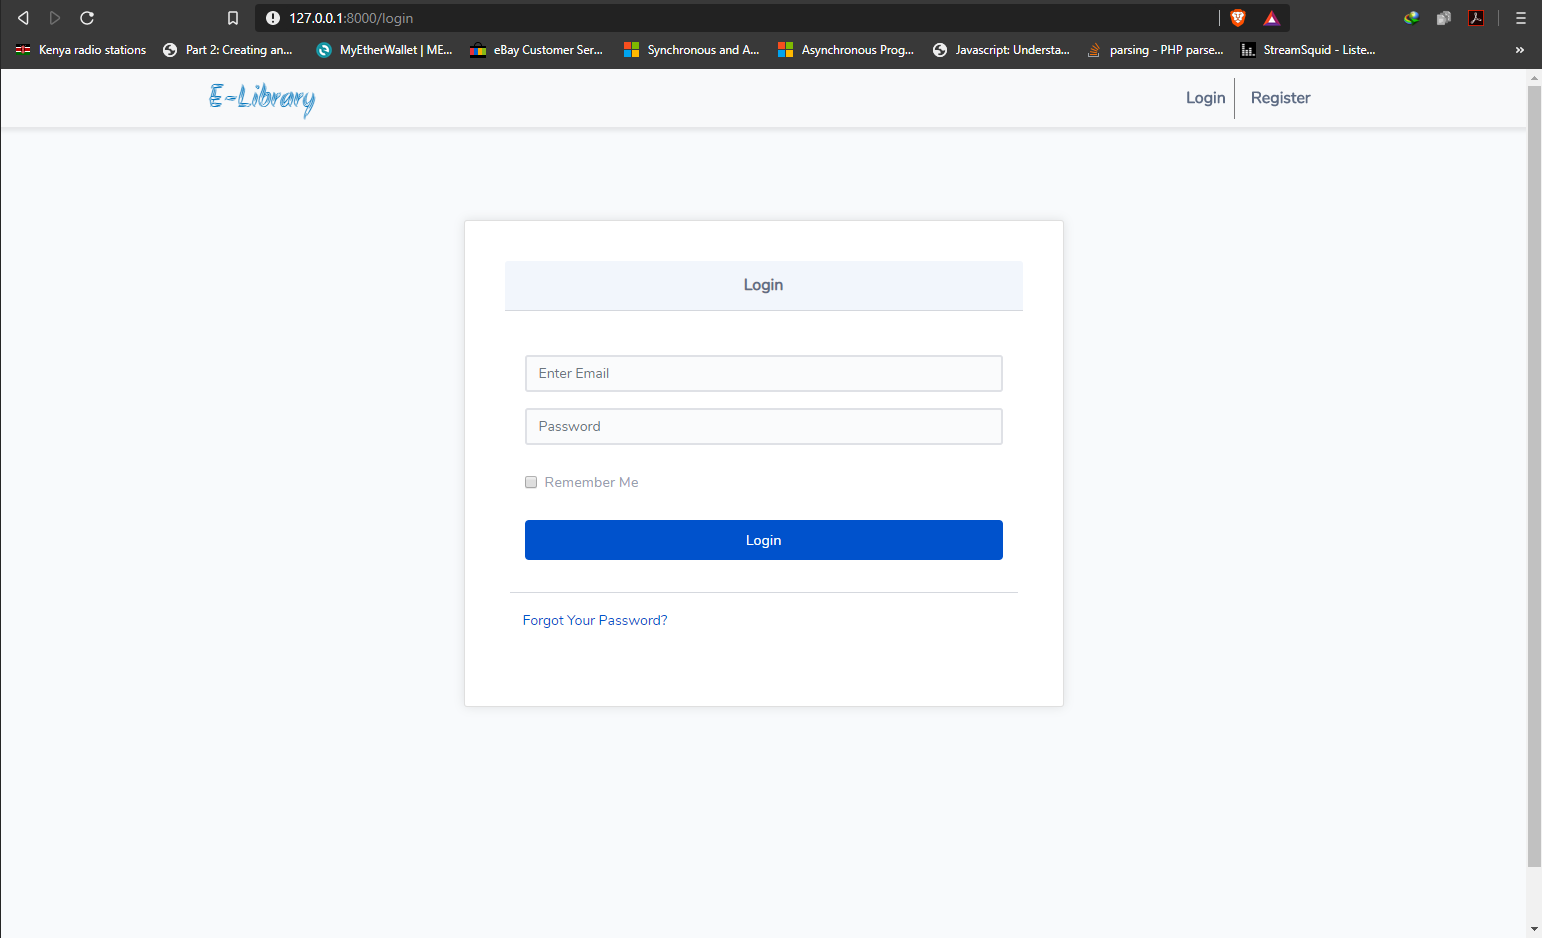 127.0.0.1:8000/login
Kenya radio stations
Part 2: Creating an...
MyEtherWallet | ME...
eBay Customer Ser...
Synchronous and A...
Asynchronous Prog...
Javascript: Understa...
parsing - PHP parse...
StreamSquid - Liste...
»
E-Library
Login
Register
Login
Enter Email
Password
Remember Me
Login
Forgot Your Password?